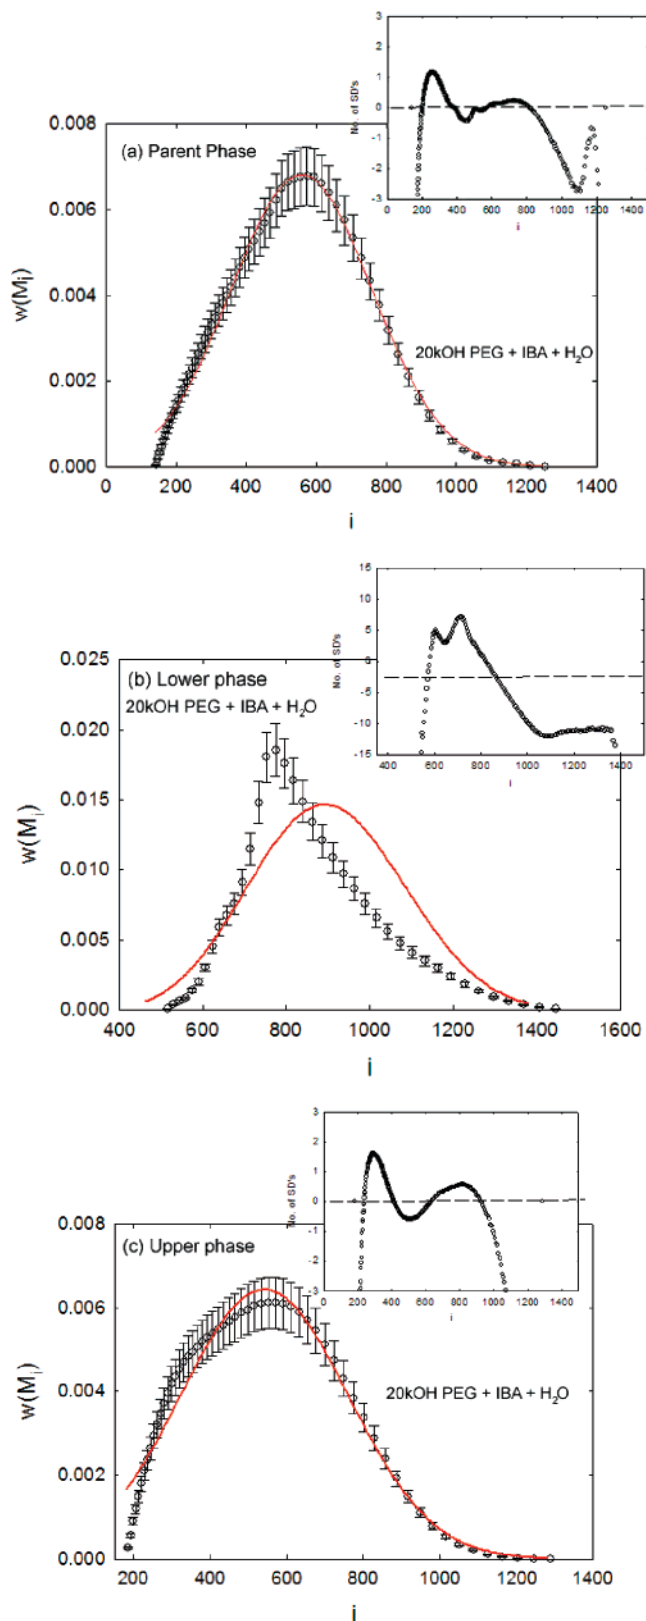 3
2
1
0
-1
-2
-3
No. of SD's
0 200 400 600 800 1000 1200 1400
i
0.008
0.006
0.004
0.002
0.000
w(Mi)
(a) Parent Phase
20kOH PEG + IBA + H2O
0 200 400 600 800 1000 1200 1400
i
15
10
5
0
-5
-10
-15
No. of SD's
400 600 800 1000 1200 1400
i
0.025
0.020
0.015
0.010
0.005
0.000
w(Mi)
(b) Lower phase
20kOH PEG + IBA + H2O
400 600 800 1000 1200 1400 1600
i
3
2
1
0
-1
-2
-3
No. of SD's
0 200 400 600 800 1000 1200 1400
i
0.008
0.006
0.004
0.002
0.000
w(Mi)
(c) Upper phase
20kOH PEG + IBA + H2O
200 400 600 800 1000 1200 1400
i